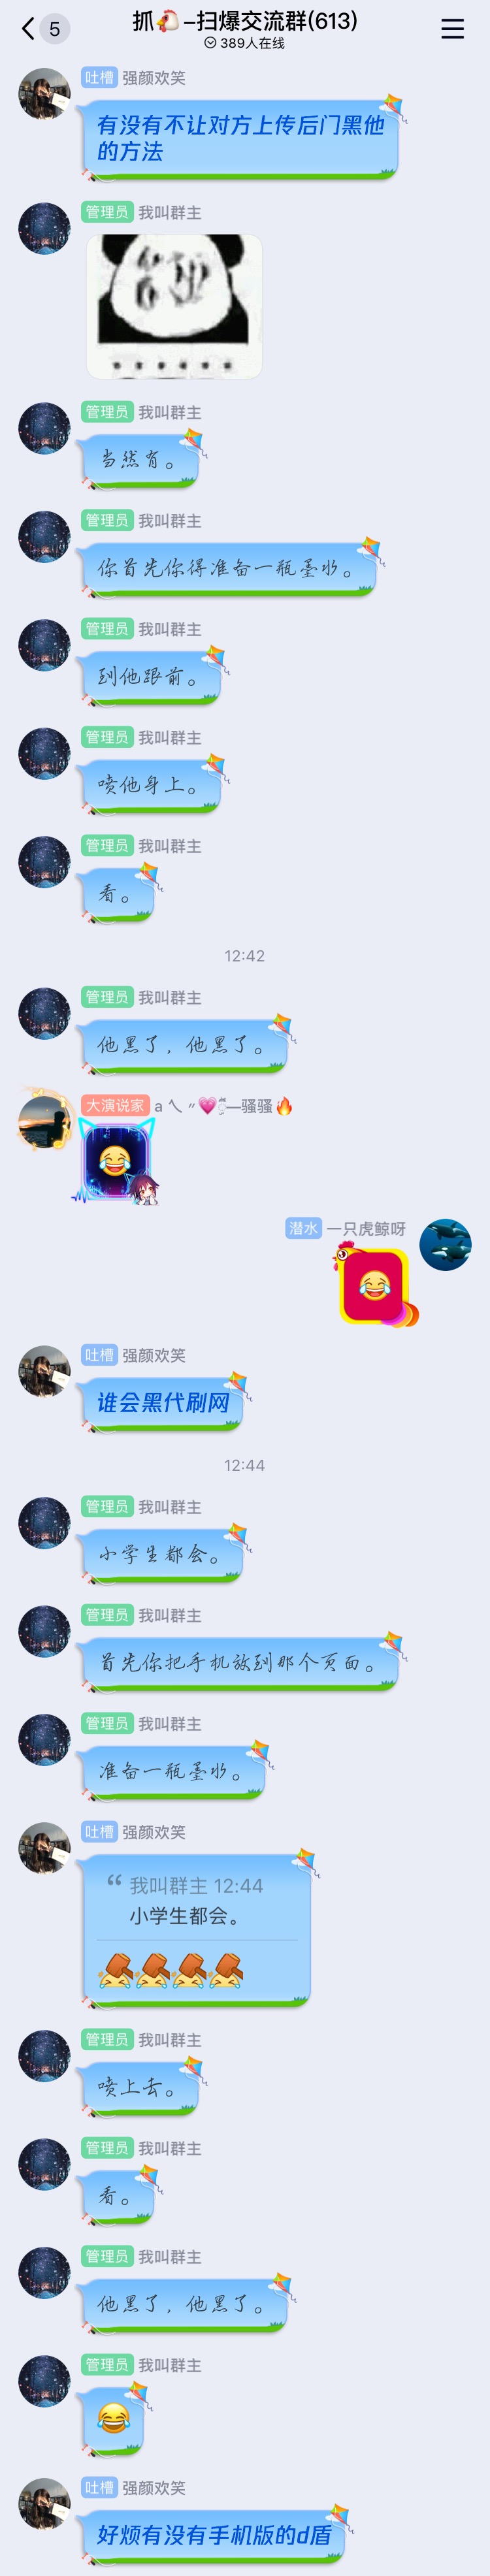 5
抓🐔–扫爆交流群(613)
389人在线
吐槽 强颜欢笑
有没有不让对方上传后门黑他
的方法
管理员 我叫群主
管理员 我叫群主
当然有。
管理员 我叫群主
你首先你得准备一瓶墨水。
管理员 我叫群主
到他跟前。
管理员 我叫群主
喷他身上。
管理员 我叫群主
看。
12:42
管理员 我叫群主
他黑了，他黑了。
大演说家
骚骚🔥
潜水 一只虎鲸呀
吐槽 强颜欢笑
谁会黑代刷网
12:44
管理员 我叫群主
小学生都会。
管理员 我叫群主
首先你把手机放到那个页面。
管理员 我叫群主
准备一瓶墨水。
吐槽 强颜欢笑
“ 我叫群主 12:44
小学生都会。
管理员 我叫群主
喷上去。
管理员 我叫群主
看。
管理员 我叫群主
他黑了，他黑了。
管理员 我叫群主
😂
吐槽 强颜欢笑
好烦有没有手机版的d盾